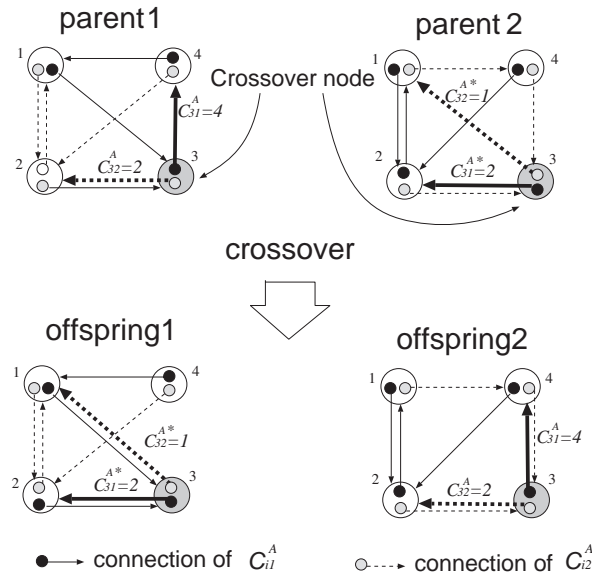 parent1
parent 2
1
4
1
4
Crossover node
C^A_31=4
C^A*_32=1
2
C^A_32=2
3
2
C^A*_31=2
3
crossover
offspring1
offspring2
1
4
1
4
C^A*_32=1
C^A_31=4
2
C^A*_31=2
3
2
C^A_32=2
3
connection of C^A_i1
connection of C^A_i2